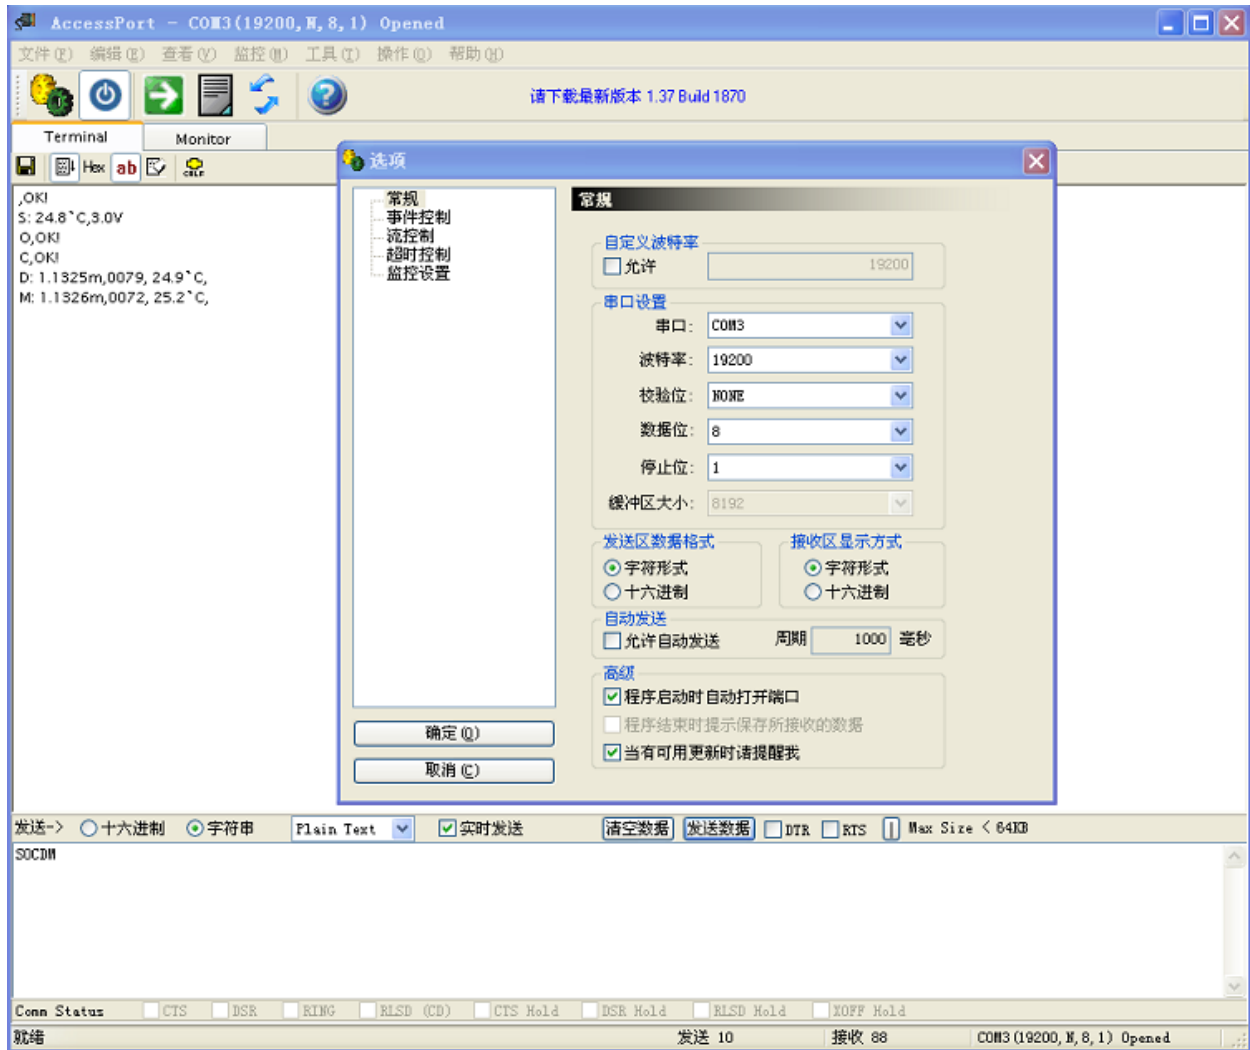 AccessPort - COM3(19200,N,8,1) Opened
文件(F) 编辑(E) 查看(V) 监控(M) 工具(T) 操作(O) 帮助(H)
请下载最新版本 1.37 Build 1870
Terminal Monitor
Hex ab CRLF
,OK!
S: 24.8`C,3.0V
O,OK!
C,OK!
D: 1.1325m,0079, 24.9`C,
M: 1.1326m,0072, 25.2`C,
选项
常规
事件控制
流控制
超时控制
监控设置
确定(O)
取消(C)
常规
自定义波特率
允许 19200
串口设置
串口: COM3
波特率: 19200
校验位: NONE
数据位: 8
停止位: 1
缓冲区大小: 8192
发送区数据格式
字符形式
十六进制
接收区显示方式
字符形式
十六进制
自动发送
允许自动发送 周期 1000 毫秒
高级
程序启动时自动打开端口
程序结束时提示保存所接收的数据
当有可用更新时请提醒我
发送-> 十六进制 字符串 Plain Text 实时发送 清空数据 发送数据 DTR RTS Max Size < 64KB
SOCDM
Comm Status CTS DSR RING RLSD (CD) CTS Hold DSR Hold RLSD Hold XOFF Hold
就绪 发送 10 接收 88 COM3(19200,N,8,1) Opened